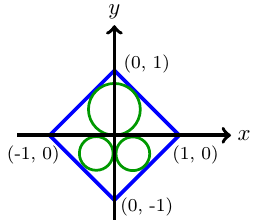 y
(0, 1)
x
(-1, 0)
(1, 0)
(0, -1)